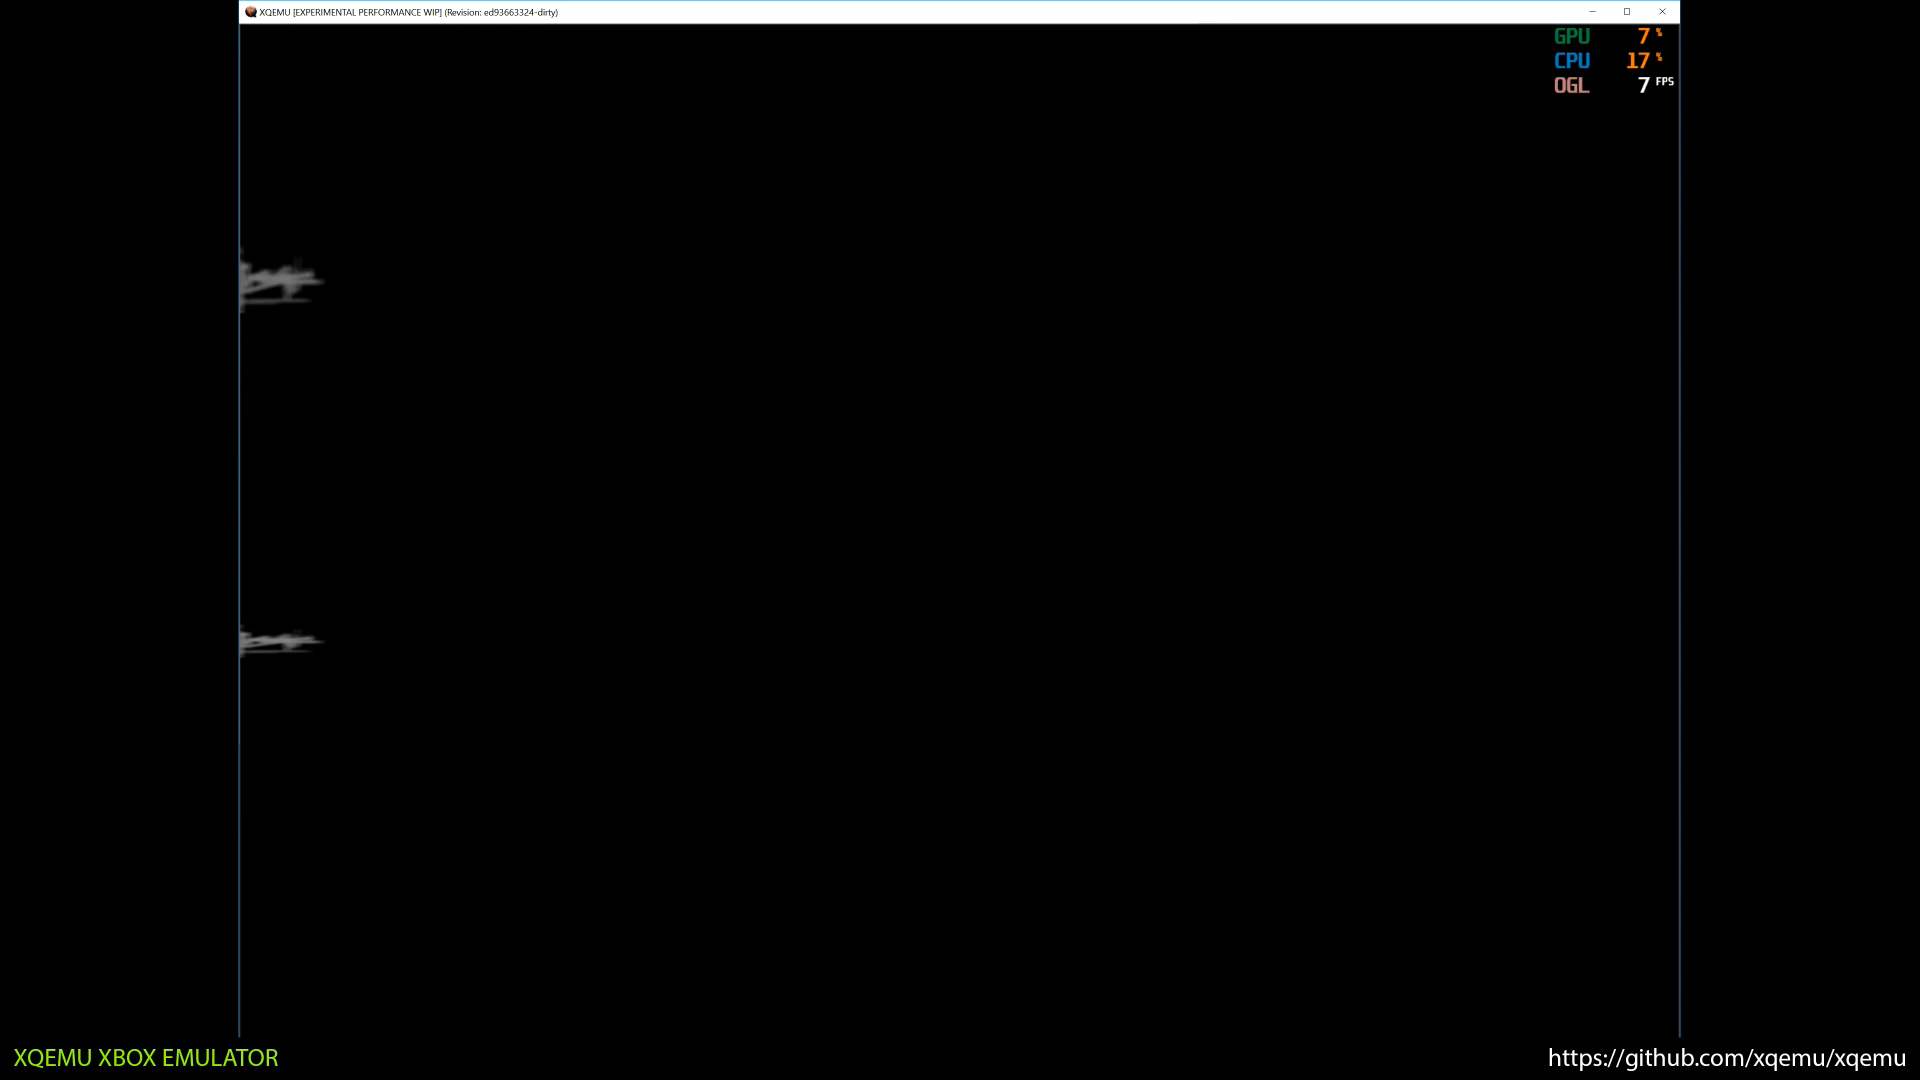 XQEMU [EXPERIMENTAL PERFORMANCE WIP] (Revision: ed93663324-dirty)
GPU 7 %
CPU 17 %
OGL 7 FPS
XQEMU XBOX EMULATOR
https://github.com/xqemu/xqemu